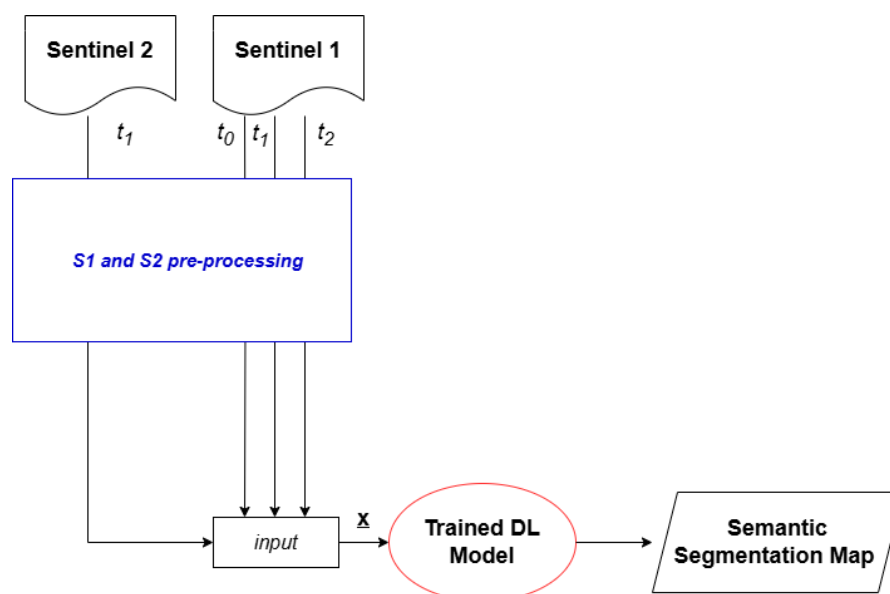 Sentinel 2
Sentinel 1
t1
t0
t1
t2
S1 and S2 pre-processing
input
x
Trained DL
Model
Semantic
Segmentation Map